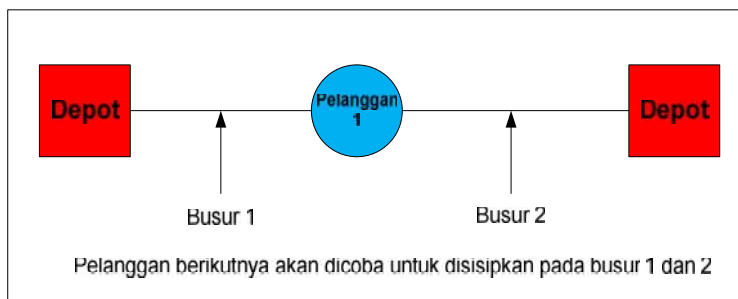 Depot
Pelanggan
1
Depot
Busur 1
Busur 2
Pelanggan berikutnya akan dicoba untuk disisipkan pada busur 1 dan 2